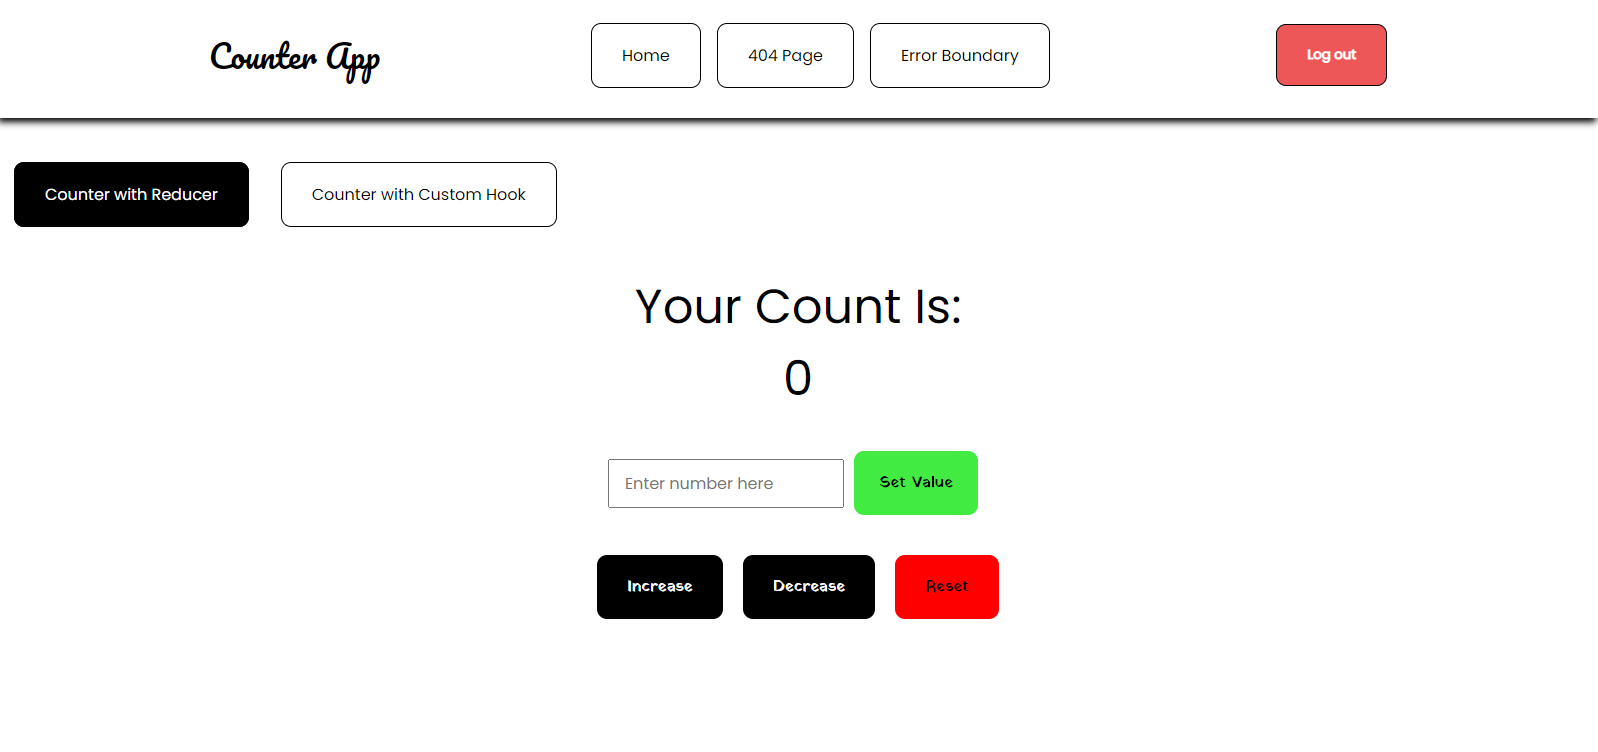 Counter App
Home
404 Page
Error Boundary
Log out
Counter with Reducer
Counter with Custom Hook
Your Count Is:
0
Enter number here
Set Value
Increase
Decrease
Reset